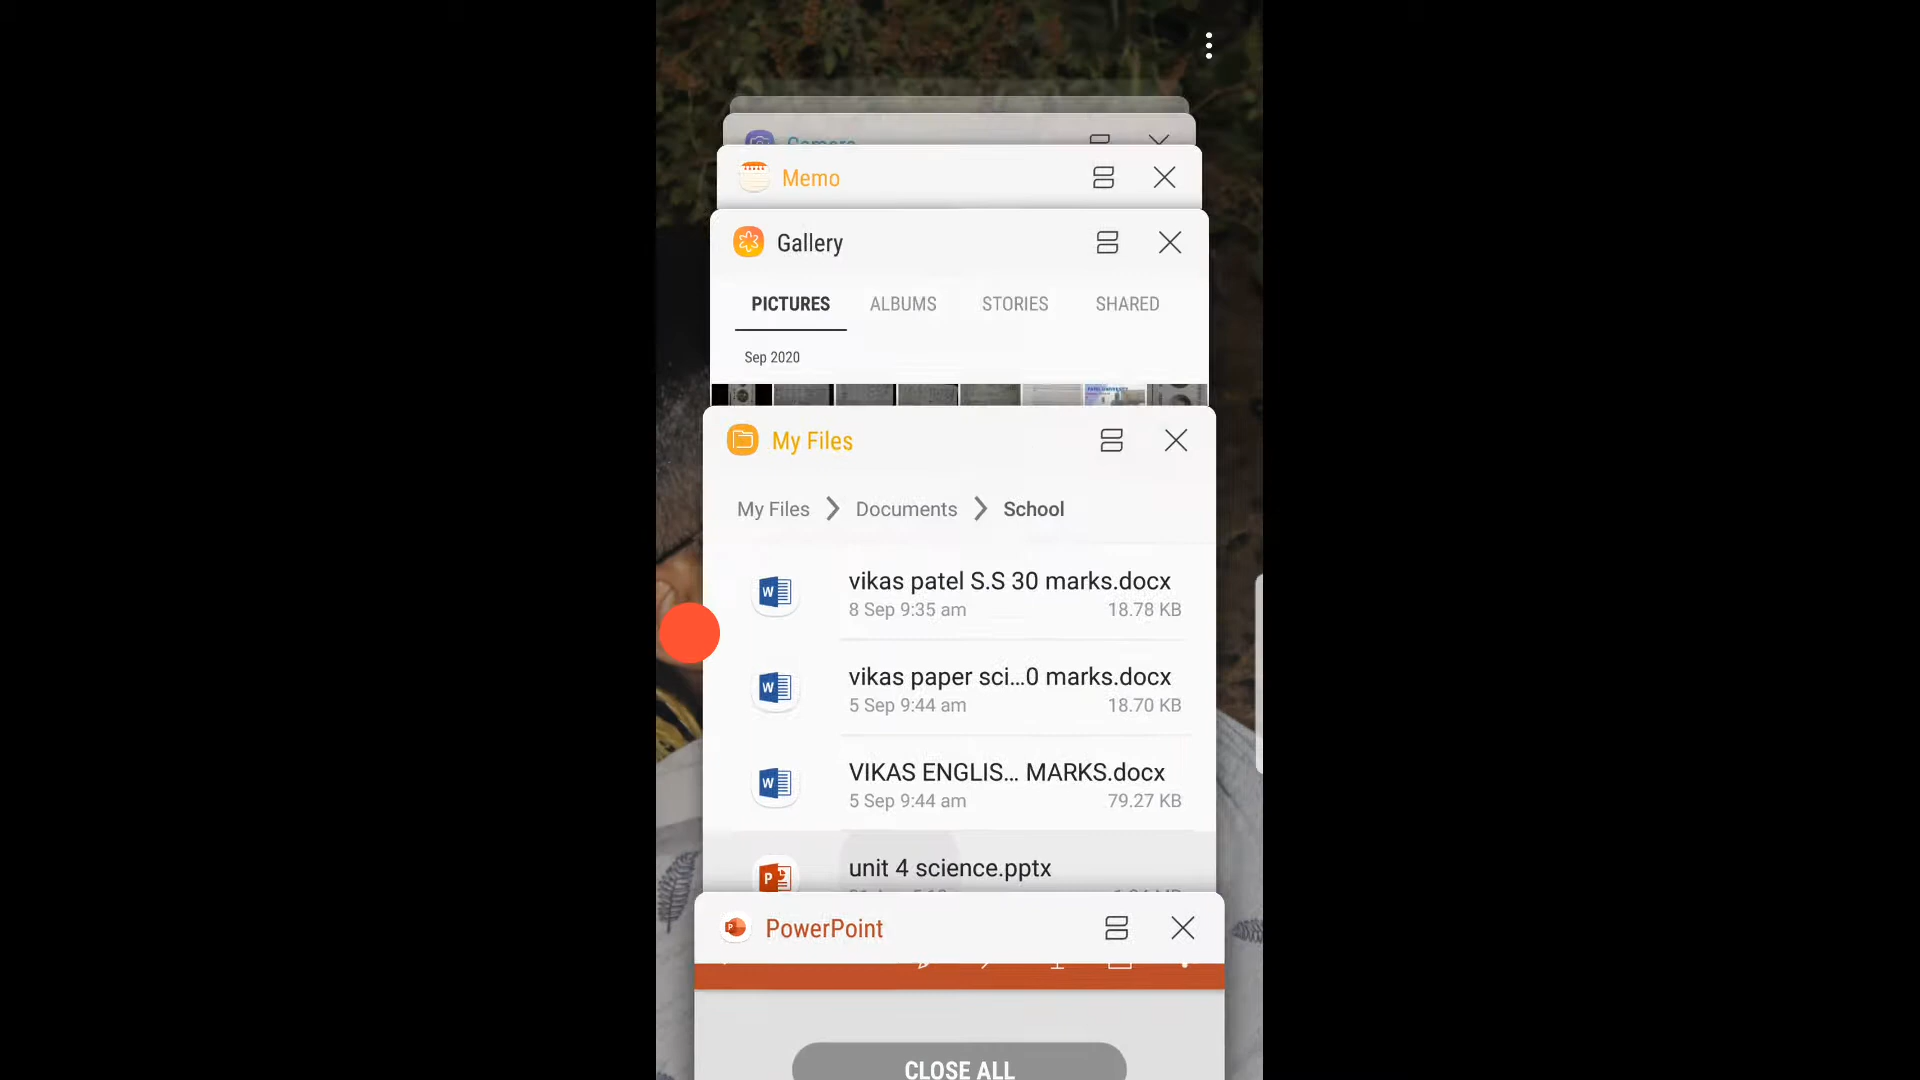 Camera
Memo
Gallery
PICTURES ALBUMS STORIES SHARED
Sep 2020
My Files
My Files Documents School
vikas patel S.S 30 marks.docx
8 Sep 9:35 am 18.78 KB
vikas paper sci...0 marks.docx
5 Sep 9:44 am 18.70 KB
VIKAS ENGLIS... MARKS.docx
5 Sep 9:44 am 79.27 KB
unit 4 science.pptx
PowerPoint
CLOSE ALL